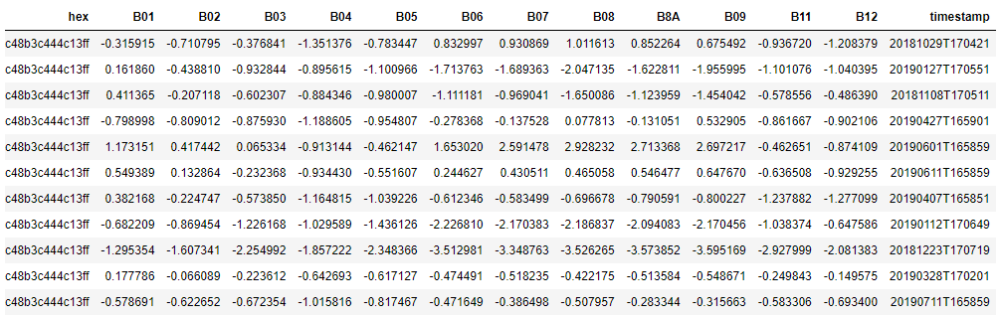 hex B01 B02 B03 B04 B05 B06 B07 B08 B8A B09 B11 B12 timestamp
c48b3c444c13ff -0.315915 -0.710795 -0.376841 -1.351376 -0.783447 0.832997 0.930869 1.011613 0.852264 0.675492 -0.936720 -1.208379 20181029T170421
c48b3c444c13ff 0.161860 -0.438810 -0.932844 -0.895615 -1.100966 -1.713763 -1.689363 -2.047135 -1.622811 -1.955995 -1.101076 -1.040395 20190127T170551
c48b3c444c13ff 0.411365 -0.207118 -0.602307 -0.884346 -0.980007 -1.111181 -0.969041 -1.650086 -1.123959 -1.454042 -0.578556 -0.486390 20181108T170511
c48b3c444c13ff -0.798998 -0.809012 -0.875930 -1.188605 -0.954807 -0.278368 -0.137528 0.077813 -0.131051 0.532905 -0.861667 -0.902106 20190427T165901
c48b3c444c13ff 1.173151 0.417442 0.065334 -0.913144 -0.462147 1.653020 2.591478 2.928232 2.713368 2.697217 -0.462651 -0.874109 20190601T165859
c48b3c444c13ff 0.549389 0.132864 -0.232368 -0.934430 -0.551607 0.244627 0.430511 0.465058 0.546477 0.647670 -0.636508 -0.929255 20190611T165859
c48b3c444c13ff 0.382168 -0.224747 -0.573850 -1.164815 -1.039226 -0.612346 -0.583499 -0.696678 -0.790591 -0.800227 -1.237882 -1.277099 20190407T165851
c48b3c444c13ff -0.682209 -0.869454 -1.226168 -1.029589 -1.436126 -2.226810 -2.170383 -2.186837 -2.094083 -2.170456 -1.038374 -0.647586 20190112T170649
c48b3c444c13ff -1.295354 -1.607341 -2.254992 -1.857222 -2.348366 -3.512981 -3.348763 -3.526265 -3.573852 -3.595169 -2.927999 -2.081383 20181223T170719
c48b3c444c13ff 0.177786 -0.066089 -0.223612 -0.642693 -0.617127 -0.474491 -0.518235 -0.422175 -0.513584 -0.548671 -0.249843 -0.149575 20190328T170201
c48b3c444c13ff -0.578691 -0.622652 -0.672354 -1.015816 -0.817467 -0.471649 -0.386498 -0.507957 -0.283344 -0.315663 -0.583306 -0.693400 20190711T165859